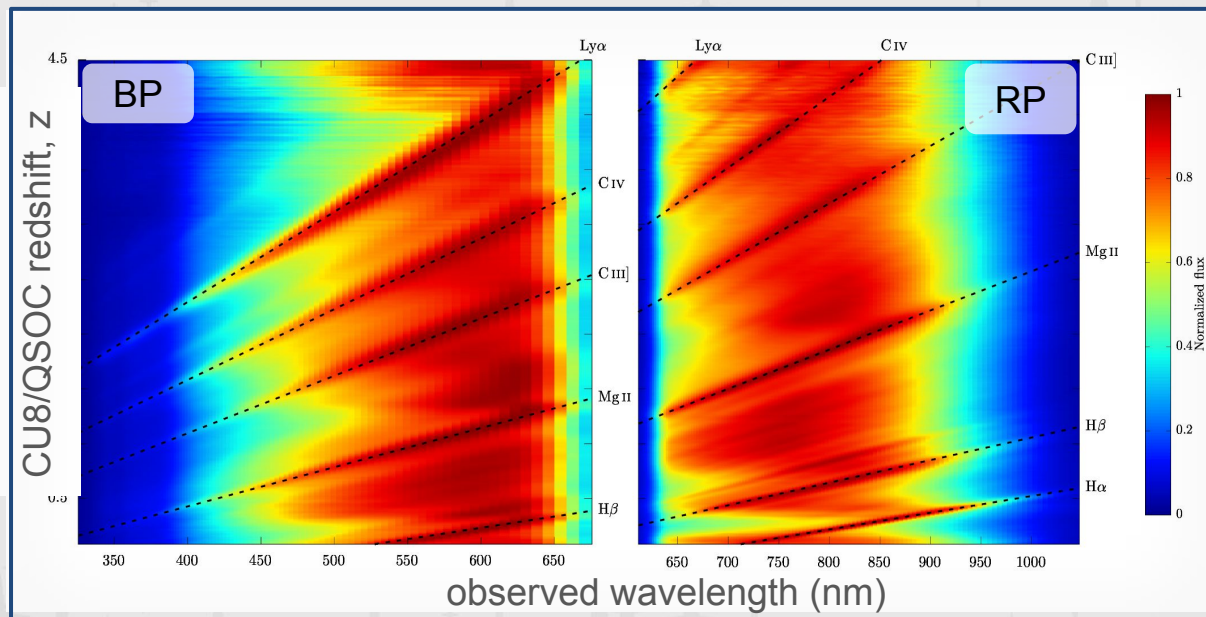 Lyα
Lyα
C IV
4.5
C III]
BP
RP
1
0.8
C IV
Mg II
C III]
0.6
Normalized flux
CU8/QSOC redshift, z
0.4
Mg II
Hβ
0.2
0.5
Hα
Hβ
0
350 400 450 500 550 600 650
650 700 750 800 850 900 950 1000
observed wavelength (nm)